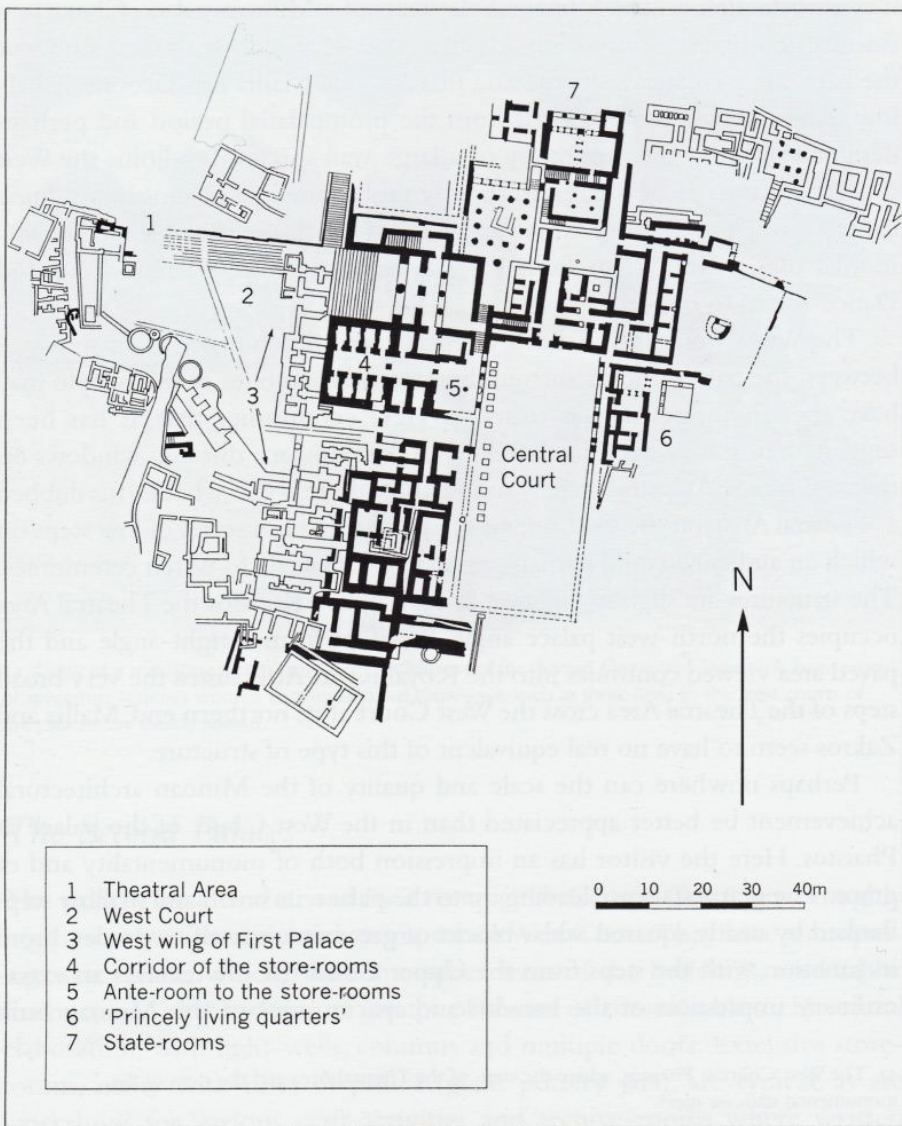 7
1
2
4
3
5
6
Central
Court
N
0 10 20 30 40m
1 Theatral Area
2 West Court
3 West wing of First Palace
4 Corridor of the store-rooms
5 Ante-room to the store-rooms
6 'Princely living quarters'
7 State-rooms